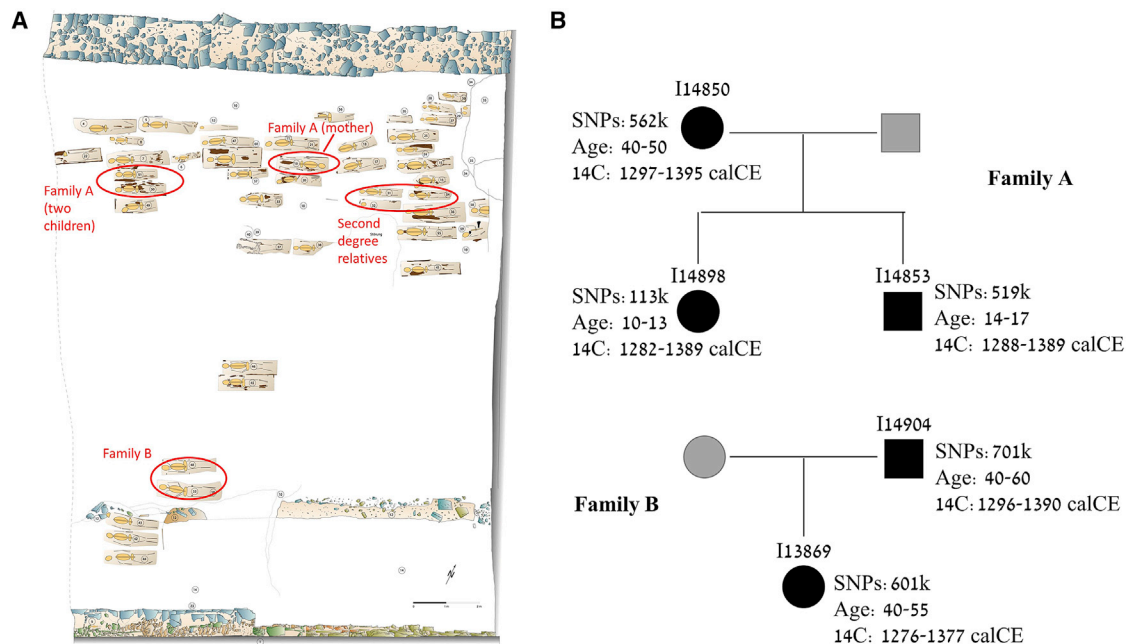 A
Family A (mother)
Family A
(two
children)
Second
degree
relatives
Family B
B
I14850
SNPs: 562k
Age: 40-50
14C: 1297-1395 calCE
Family A
I14898
SNPs: 113k
Age: 10-13
14C: 1282-1389 calCE
I14853
SNPs: 519k
Age: 14-17
14C: 1288-1389 calCE
Family B
I14904
SNPs: 701k
Age: 40-60
14C: 1296-1390 calCE
I13869
SNPs: 601k
Age: 40-55
14C: 1276-1377 calCE